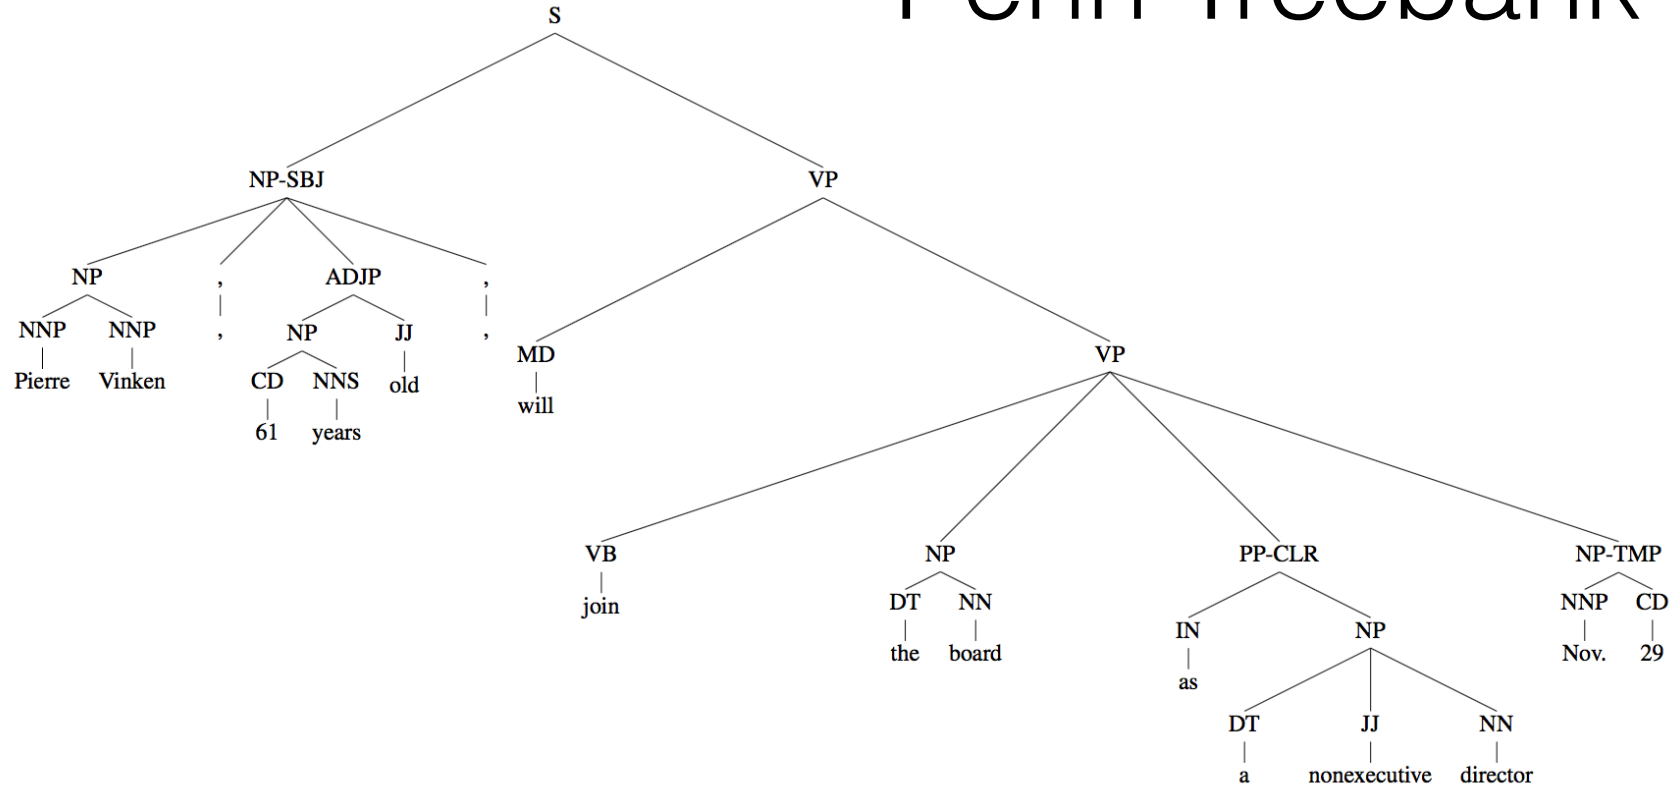 Penn Treebank
S
NP-SBJ VP
NP , ADJP ,
NNP NNP , NP JJ ,
MD VP
Pierre Vinken CD NNS old
will
61 years
VB NP PP-CLR NP-TMP
join DT NN NNP CD
IN NP
the board Nov. 29
as
DT JJ NN
a nonexecutive director